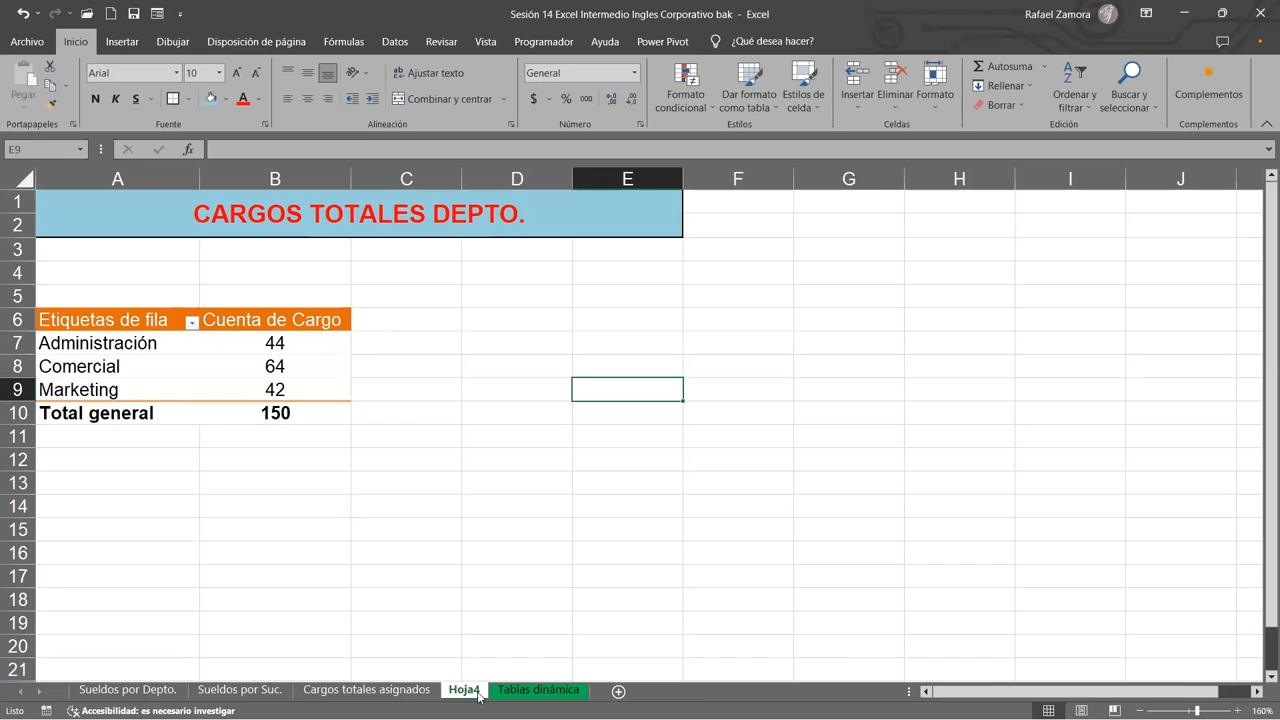 Sesión 14 Excel Intermedio Ingles Corporativo bak - Excel
Rafael Zamora
Archivo Inicio Insertar Dibujar Disposición de página Fórmulas Datos Revisar Vista Programador Ayuda Power Pivot ¿Qué desea hacer?
Pegar
Portapapeles
Arial 10
N K S
Fuente
Ajustar texto
Combinar y centrar
Alineación
General
$ % 000
Número
Formato condicional
Dar formato como tabla
Estilos de celda
Estilos
Insertar Eliminar Formato
Celdas
Autosuma
Rellenar
Borrar
Ordenar y filtrar
Buscar y seleccionar
Edición
Complementos
Complementos
E9 fx
A B C D E F G H I J
1 CARGOS TOTALES DEPTO.
2
3
4
5
6 Etiquetas de fila Cuenta de Cargo
7 Administración 44
8 Comercial 64
9 Marketing 42
10 Total general 150
11
12
13
14
15
16
17
18
19
20
21
Sueldos por Depto. Sueldos por Suc. Cargos totales asignados Hoja4 Tablas dinámica
Listo Accesibilidad: es necesario investigar 160%